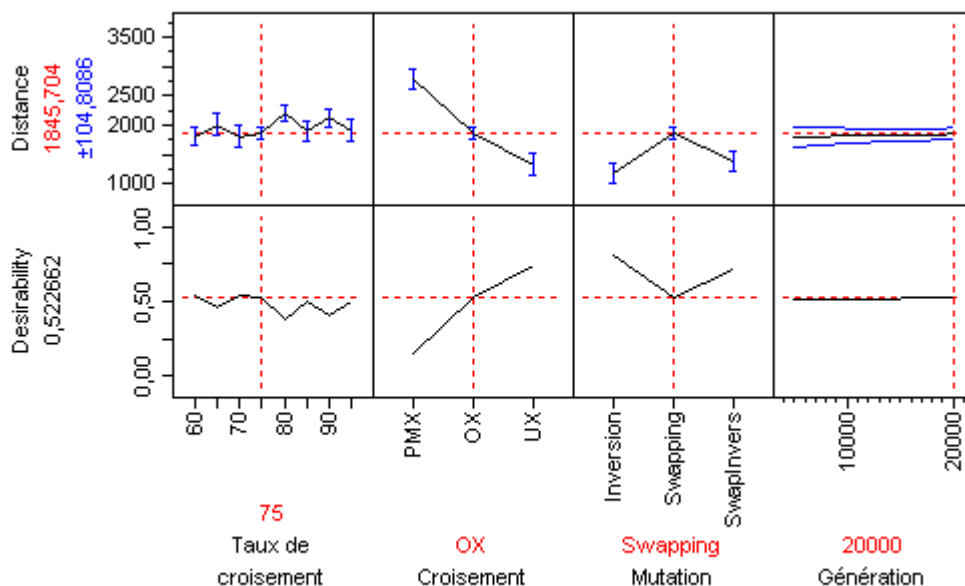 Distance
1845,704
±104,8086
3500
2500
2000
1000
Desirability
0,522662
1,00
0,50
0,00
60
70
80
90
PMX
OX
UX
Inversion
Swapping
SwapInvers
10000
20000
75
Taux de
croisement
OX
Croisement
Swapping
Mutation
20000
Génération